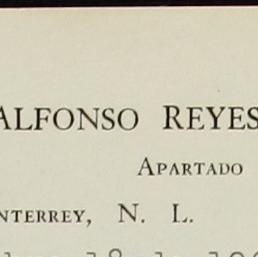 ALFONSO REYES
APARTADO
NTERREY, N. L.